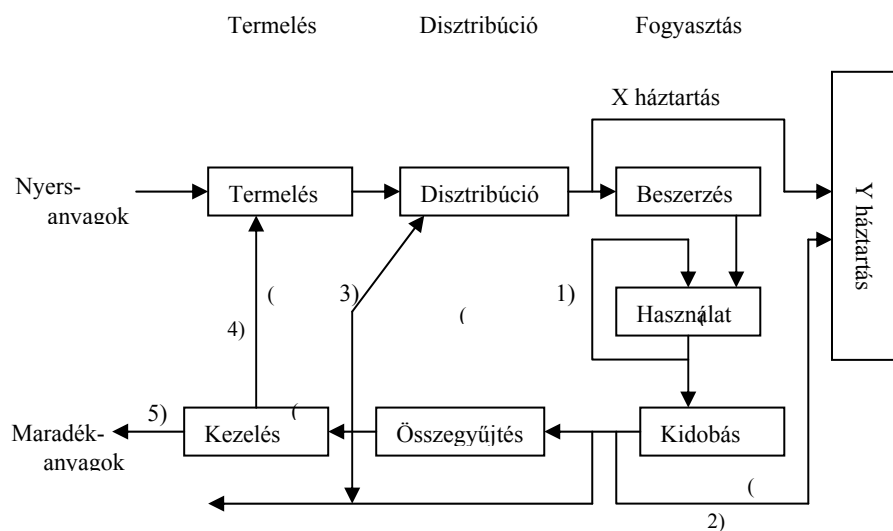 Termelés Disztribúció Fogyasztás
X háztartás
Nyers-
anyagok
Termelés
Disztribúció
Beszerzés
Y háztartás
(
4)
3)
(
1)
Használat
(
5)
Maradék-
anyagok
Kezelés
(
Összegyűjtés
Kidobás
(
2)